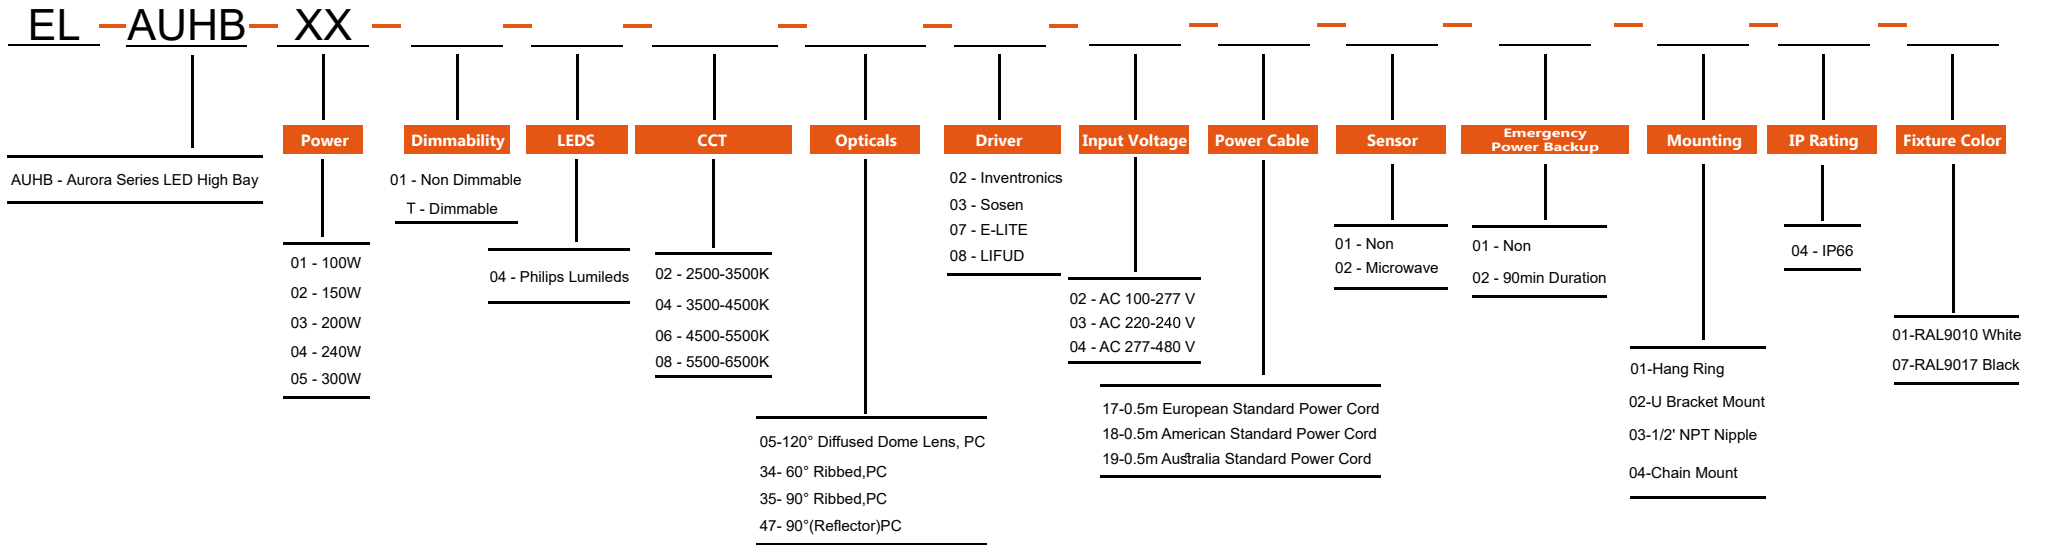 EL AUHB XX
AUHB - Aurora Series LED High Bay
Power
01 - 100W
02 - 150W
03 - 200W
04 - 240W
05 - 300W
Dimmability
01 - Non Dimmable
T - Dimmable
LEDS
04 - Philips Lumileds
CCT
02 - 2500-3500K
04 - 3500-4500K
06 - 4500-5500K
08 - 5500-6500K
Opticals
05-120° Diffused Dome Lens, PC
34- 60° Ribbed,PC
35- 90° Ribbed,PC
47- 90°(Reflector)PC
Driver
02 - Inventronics
03 - Sosen
07 - E-LITE
08 - LIFUD
Input Voltage
02 - AC 100-277 V
03 - AC 220-240 V
04 - AC 277-480 V
Power Cable
17-0.5m European Standard Power Cord
18-0.5m American Standard Power Cord
19-0.5m Australia Standard Power Cord
Sensor
01 - Non
02 - Microwave
Emergency
Power Backup
01 - Non
02 - 90min Duration
Mounting
01-Hang Ring
02-U Bracket Mount
03-1/2' NPT Nipple
04-Chain Mount
IP Rating
04 - IP66
Fixture Color
01-RAL9010 White
07-RAL9017 Black